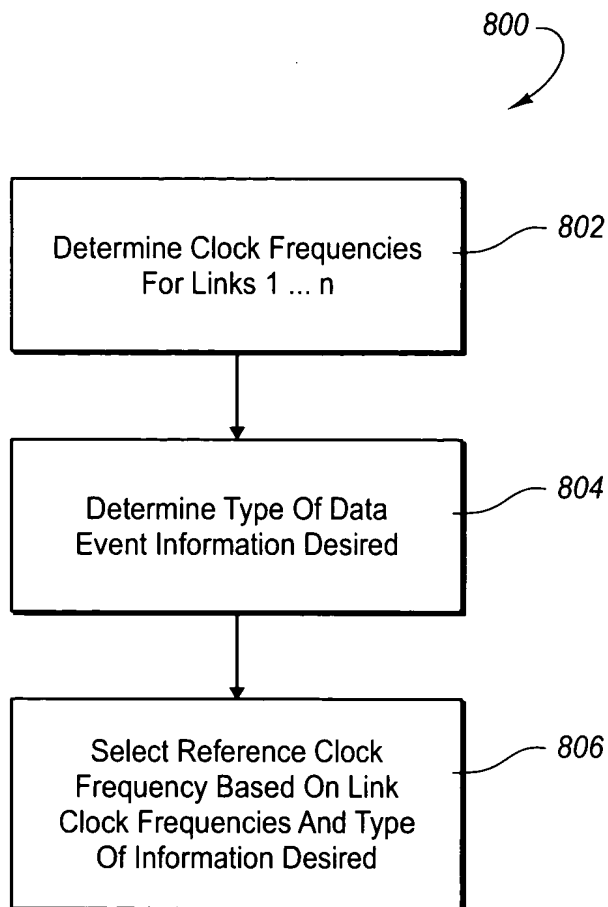 800
Determine Clock Frequencies
For Links 1 ... n
802
Determine Type Of Data
Event Information Desired
804
Select Reference Clock
Frequency Based On Link
Clock Frequencies And Type
Of Information Desired
806